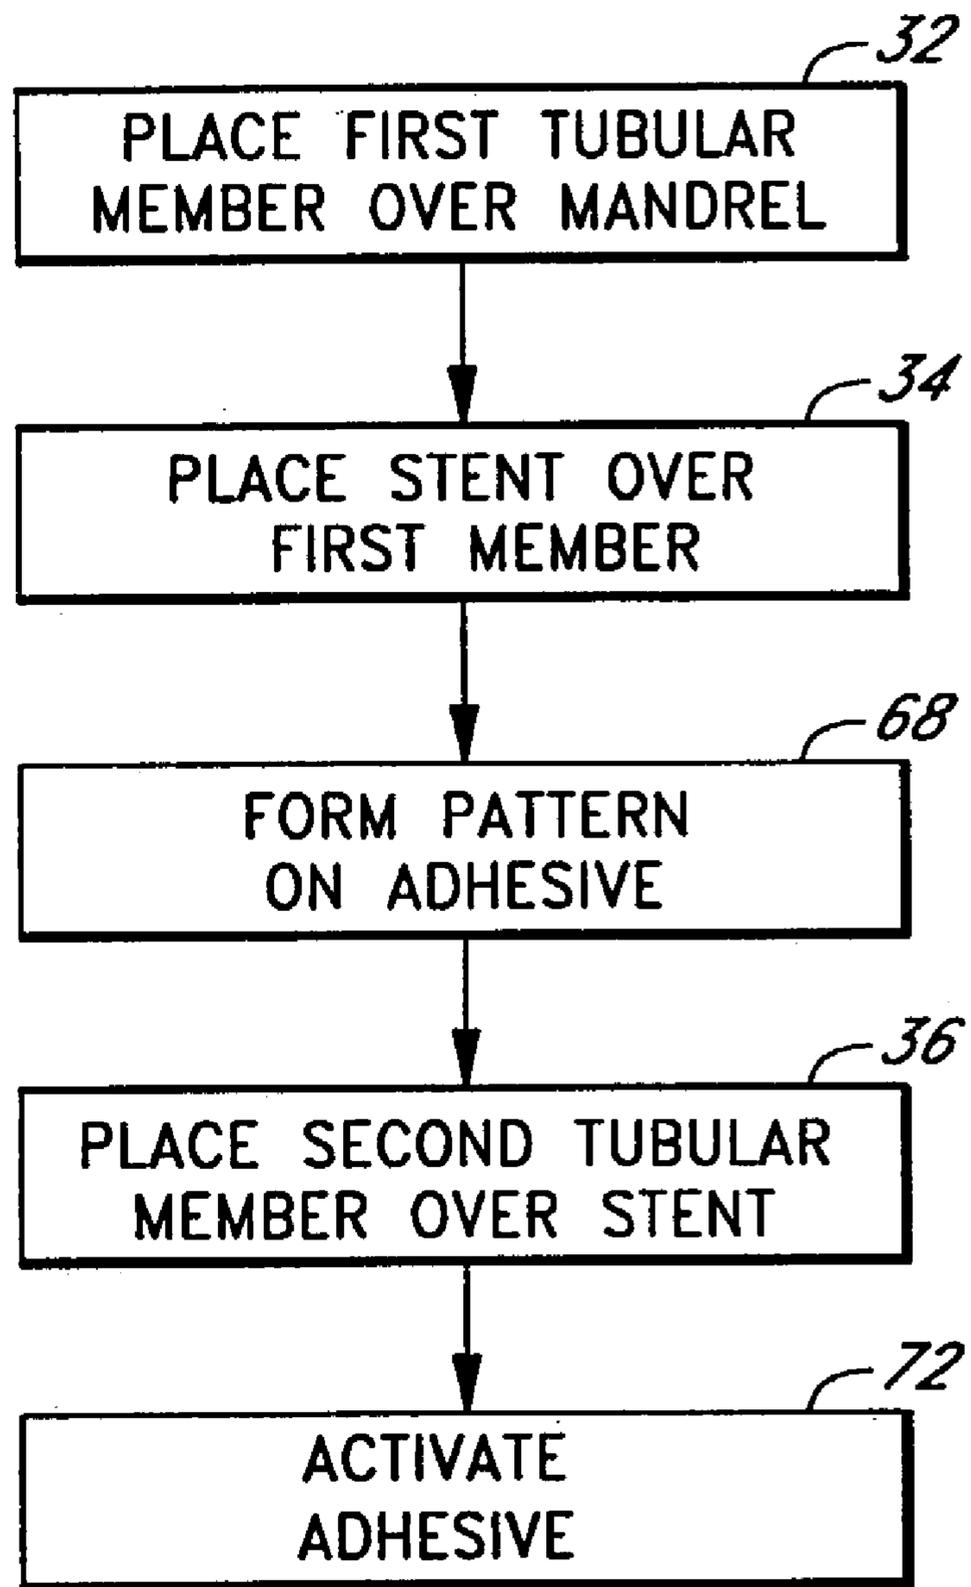 32
PLACE FIRST TUBULAR
MEMBER OVER MANDREL
34
PLACE STENT OVER
FIRST MEMBER
68
FORM PATTERN
ON ADHESIVE
36
PLACE SECOND TUBULAR
MEMBER OVER STENT
72
ACTIVATE
ADHESIVE